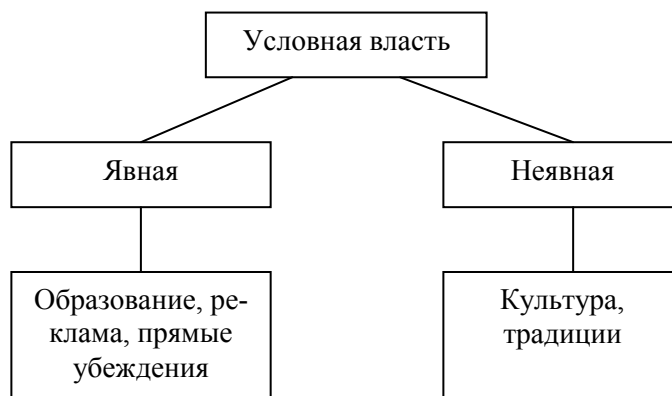 Условная власть
Явная
Неявная
Образование, ре-
клама, прямые
убеждения
Культура,
традиции